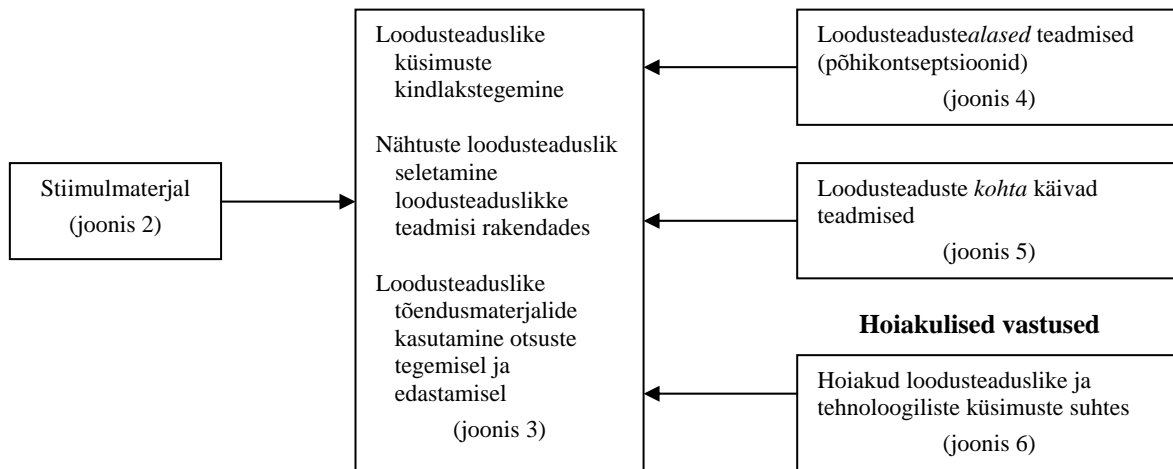 Stiimulmaterjal
(joonis 2)
Loodusteaduslike
küsimuste
kindlakstegemine
Nähtuste loodusteaduslik
seletamine
loodusteaduslikke
teadmisi rakendades
Loodusteaduslike
tõendusmaterjalide
kasutamine otsuste
tegemisel ja
edastamisel
(joonis 3)
Loodusteadustealased teadmised
(põhikontseptsioonid)
(joonis 4)
Loodusteaduste kohta käivad
teadmised
(joonis 5)
Hoiakulised vastused
Hoiakud loodusteaduslike ja
tehnoloogiliste küsimuste suhtes
(joonis 6)